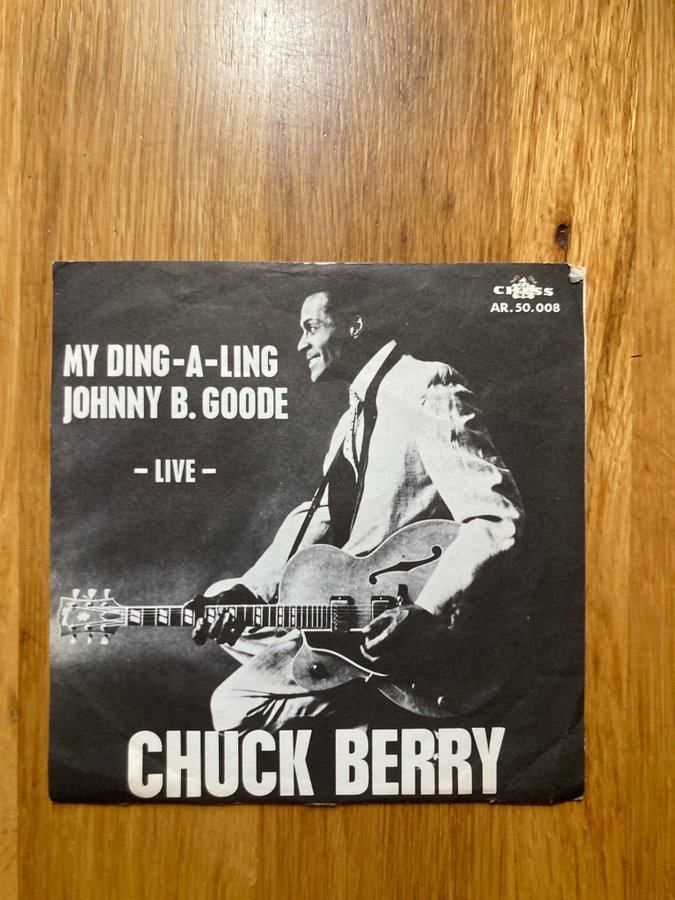 CHESS
AR.50.008
MY DING-A-LING
JOHNNY B. GOODE
- LIVE -
CHUCK BERRY